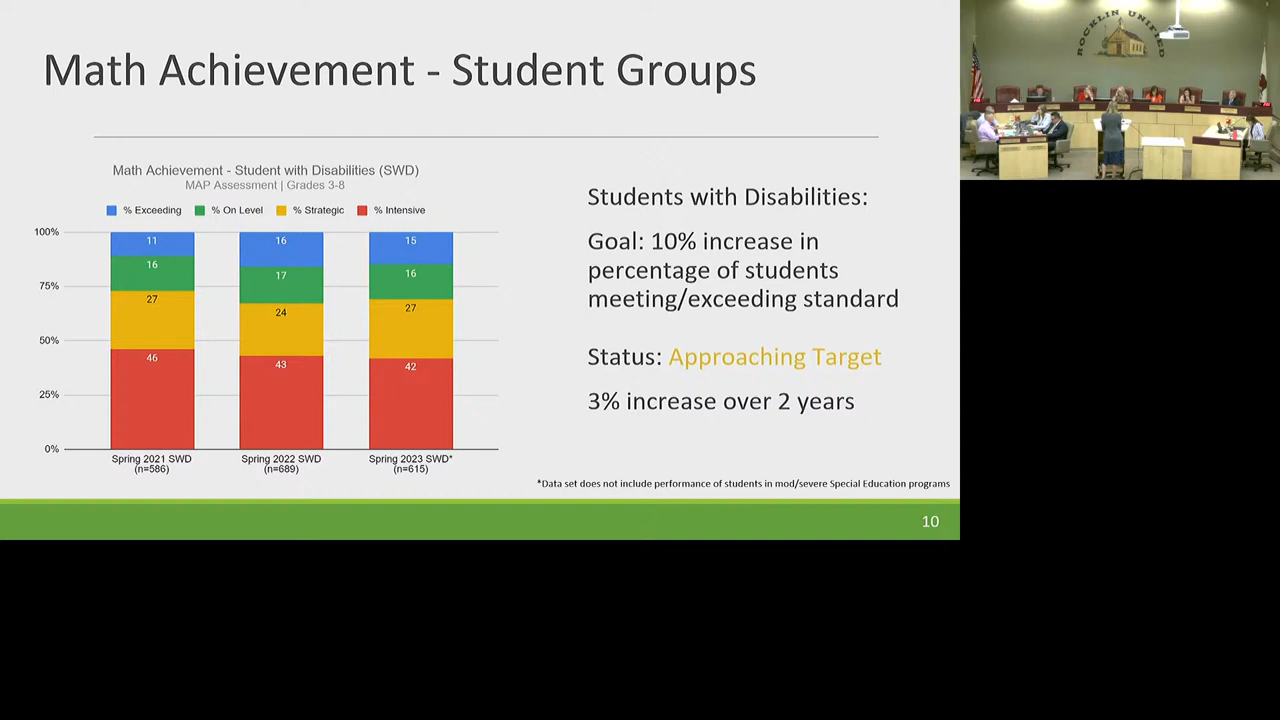 Math Achievement - Student Groups
Math Achievement - Student with Disabilities (SWD)
MAP Assessment | Grades 3-8
% Exceeding % On Level % Strategic % Intensive
100%
75%
50%
25%
0%
11 16 15
16 17 16
27 24 27
46 43 42
Spring 2021 SWD
(n=586)
Spring 2022 SWD
(n=689)
Spring 2023 SWD*
(n=615)
Students with Disabilities:
Goal: 10% increase in
percentage of students
meeting/exceeding standard
Status: Approaching Target
3% increase over 2 years
*Data set does not include performance of students in mod/severe Special Education programs
10
ROCKLIN UNIFIED